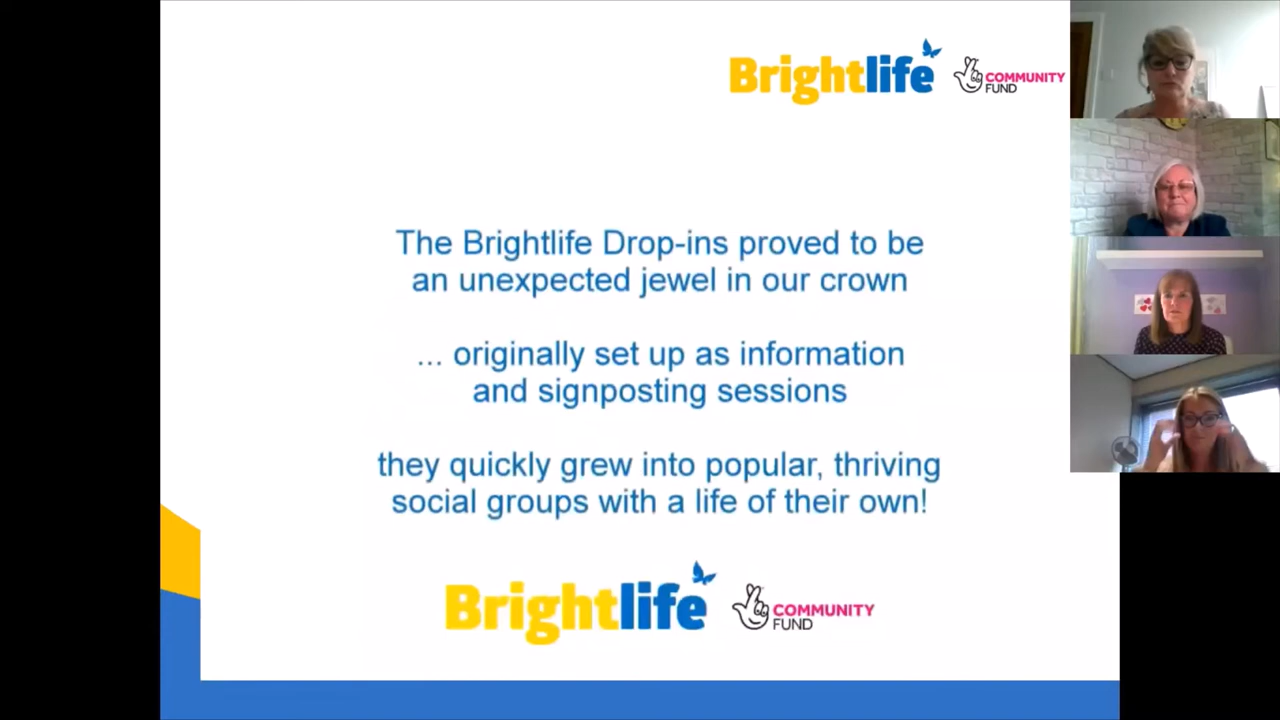 Brightlife
COMMUNITY
FUND
The Brightlife Drop-ins proved to be
an unexpected jewel in our crown
... originally set up as information
and signposting sessions
they quickly grew into popular, thriving
social groups with a life of their own!
Brightlife
COMMUNITY
FUND